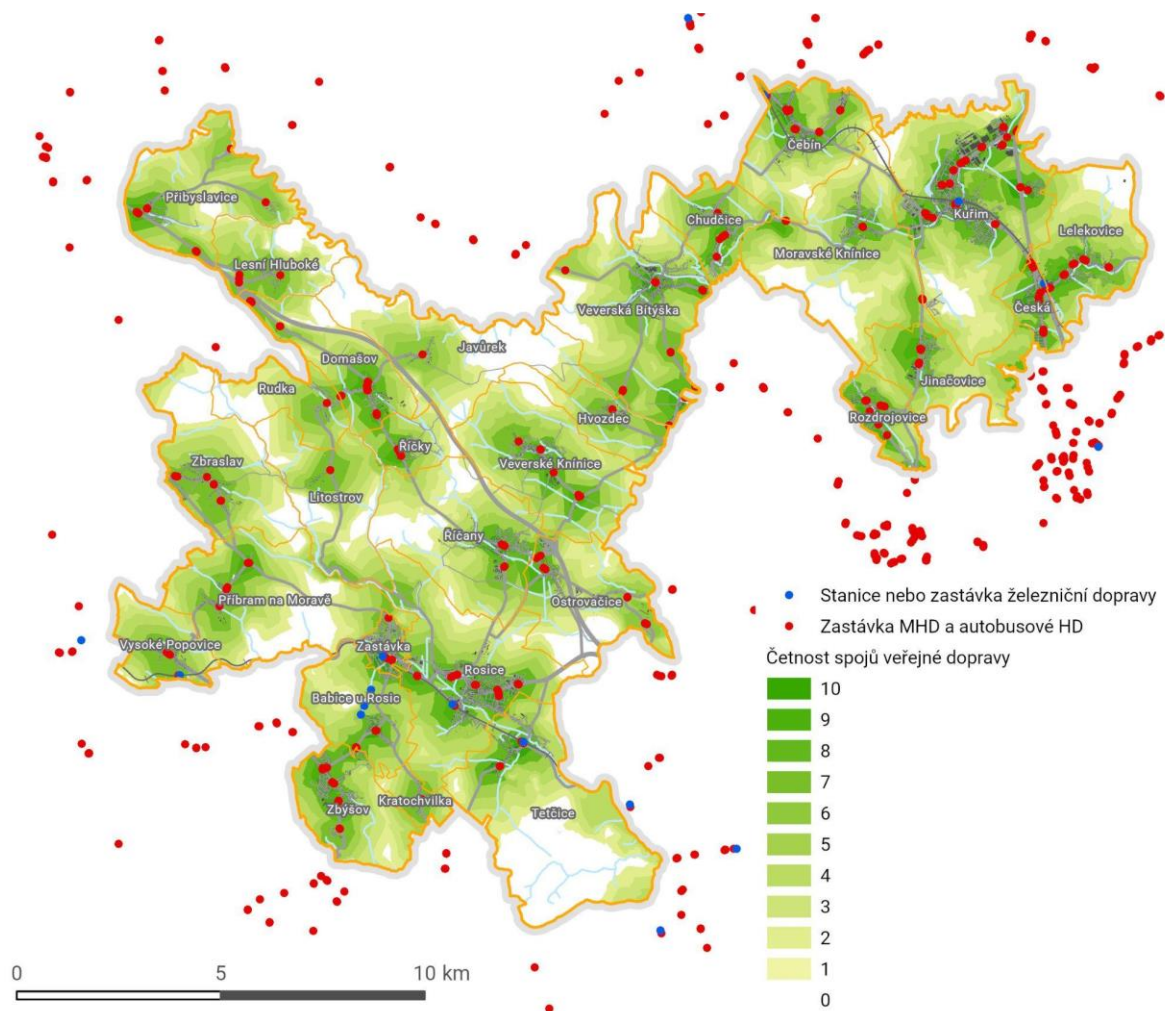 Čebín
Přibyslavice
Chudčice
Kuřim
Lelekovice
Moravské Knínice
Lesní Hluboké
Veverská Bítýška
Česká
Javůrek
Domašov
Jinačovice
Rudka
Hvozdec
Rozdrojovice
Říčky
Zbraslav
Veverské Knínice
Litostrov
Říčany
Příbram na Moravě
Ostrovačice
Vysoké Popovice
Zastávka
Rosice
Babice u Rosic
Zbýšov
Kratochvilka
Tetčice
Stanice nebo zastávka železniční dopravy
Zastávka MHD a autobusové HD
Četnost spojů veřejné dopravy
10
9
8
7
6
5
4
3
2
1
0
0 5 10 km